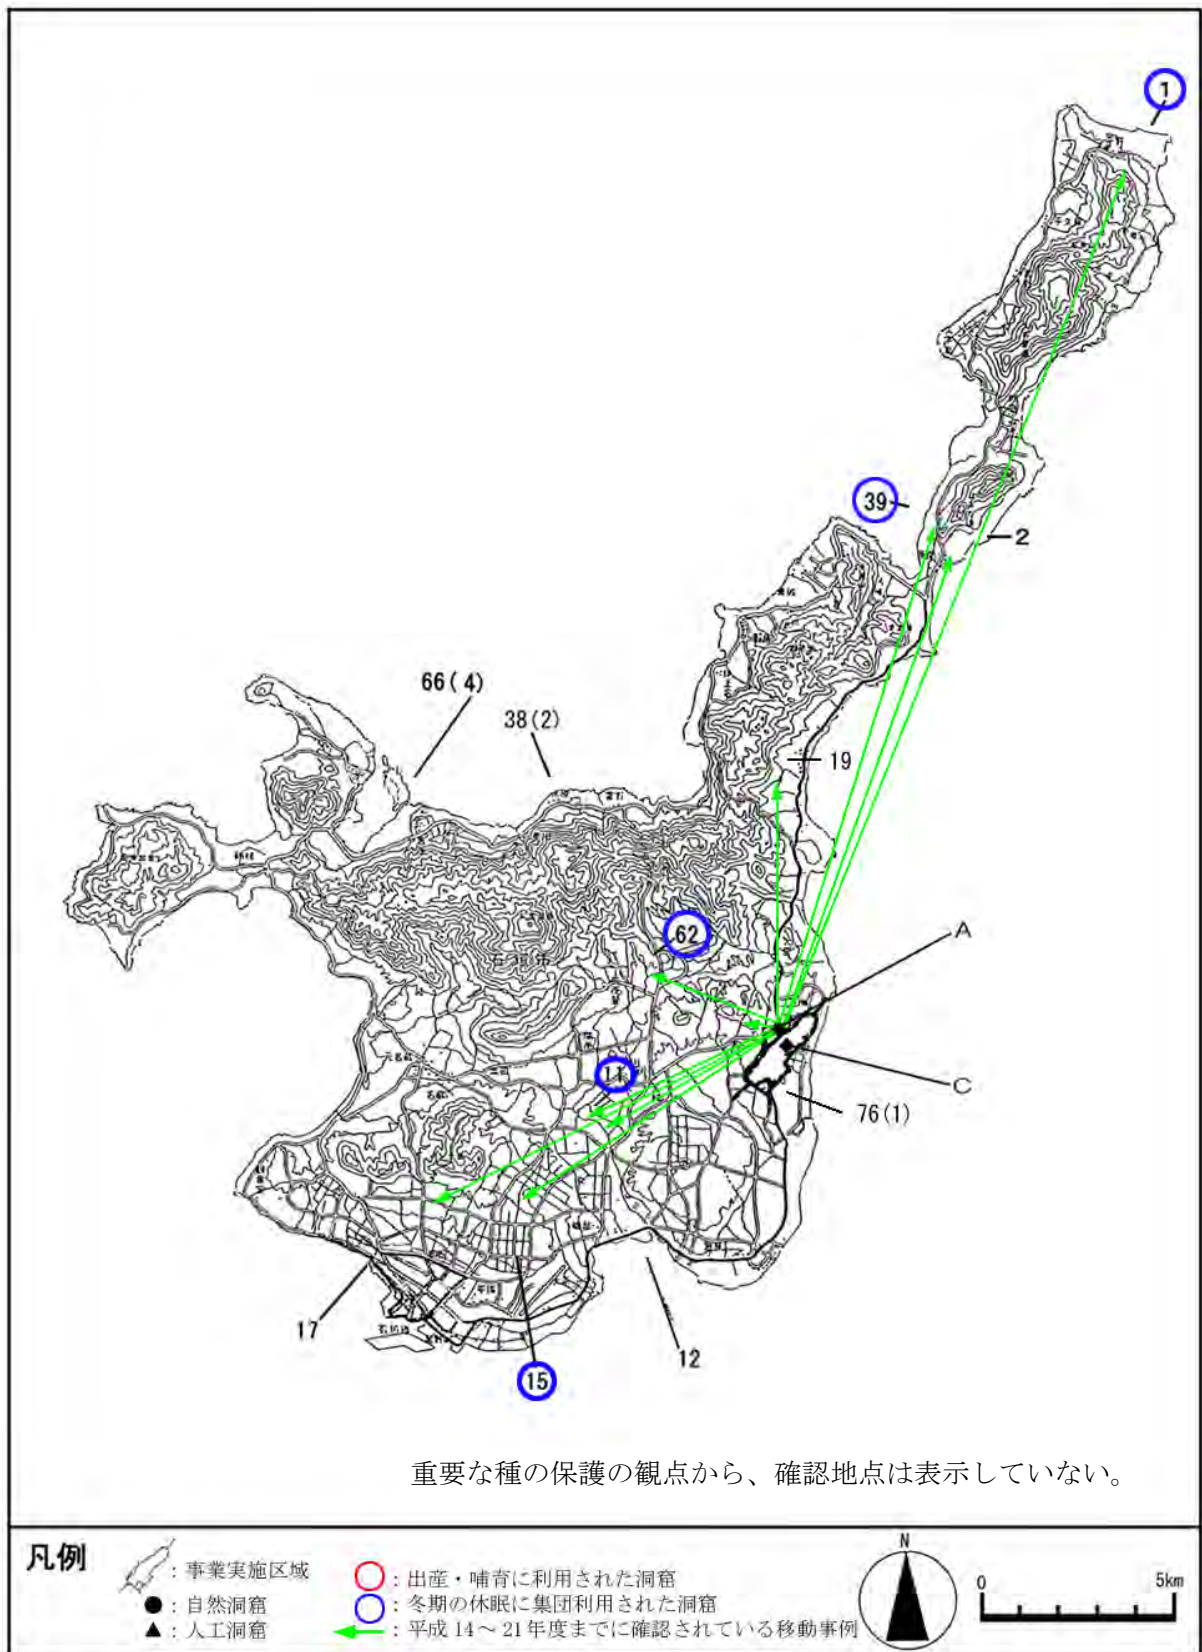 1
39
2
66(4)
38(2)
19
62
A
石垣市
11
C
76(1)
17
12
15
重要な種の保護の観点から、確認地点は表示していない。
凡例
:事業実施区域
:自然洞窟
:人工洞窟
:出産・哺育に利用された洞窟
:冬期の休眠に集団利用された洞窟
:平成14～21年度までに確認されている移動事例
N
0 5km